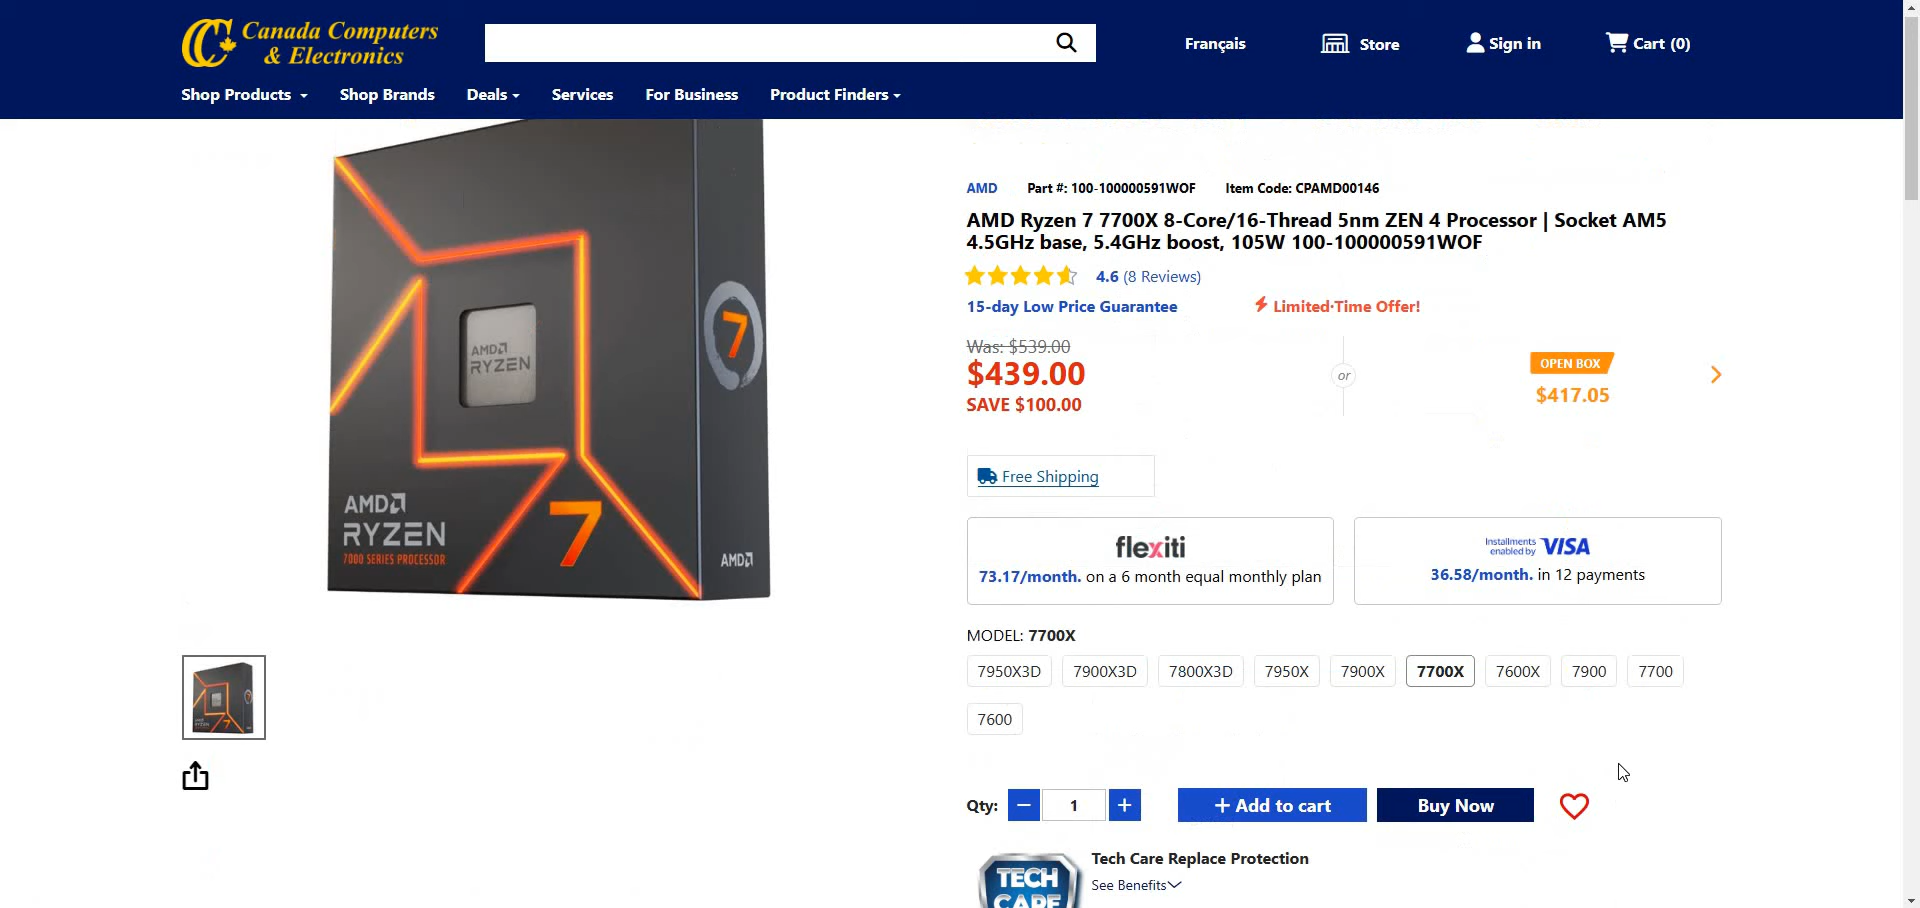 Canada Computers
& Electronics
Français
Store
Sign in
Cart (0)
Shop Products
Shop Brands
Deals
Services
For Business
Product Finders
AMD
RYZEN
7
AMD
RYZEN
7000 SERIES PROCESSOR
7
AMD
AMD Part #: 100-100000591WOF Item Code: CPAMD00146
AMD Ryzen 7 7700X 8-Core/16-Thread 5nm ZEN 4 Processor | Socket AM5
4.5GHz base, 5.4GHz boost, 105W 100-100000591WOF
4.6 (8 Reviews)
15-day Low Price Guarantee
Limited-Time Offer!
Was: $539.00
$439.00
SAVE $100.00
or
OPEN BOX
$417.05
Free Shipping
flexiti
73.17/month. on a 6 month equal monthly plan
Installments
enabled by VISA
36.58/month. in 12 payments
MODEL: 7700X
7950X3D 7900X3D 7800X3D 7950X 7900X 7700X 7600X 7900 7700
7600
Qty: − 1 +
+ Add to cart
Buy Now
TECH
CARE
Tech Care Replace Protection
See Benefits